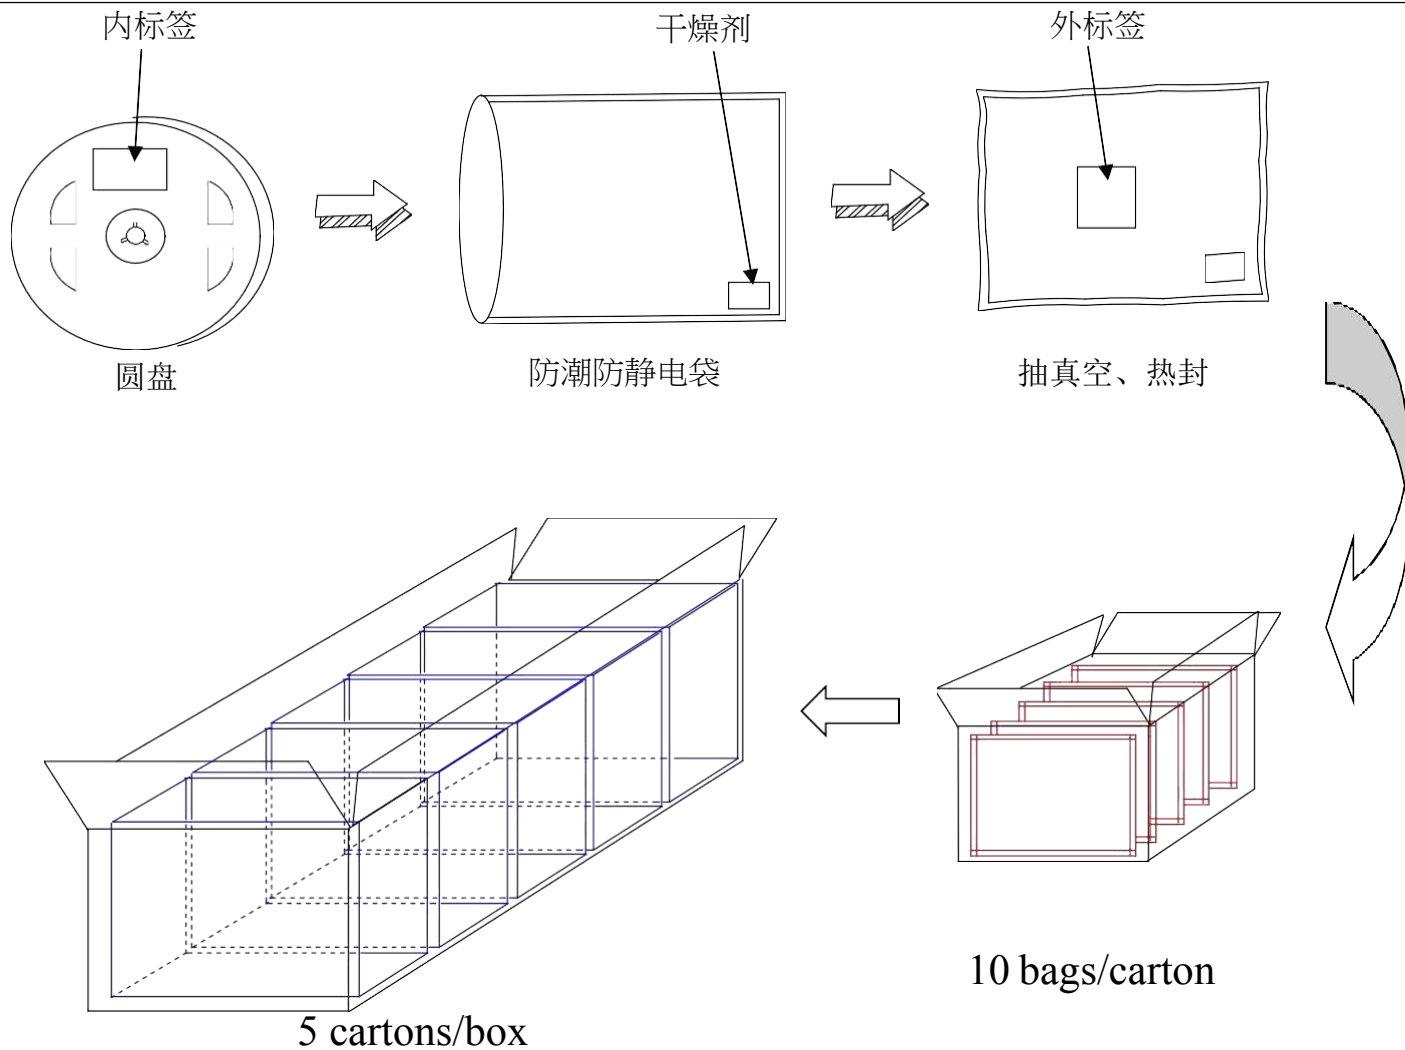 内标签
干燥剂
外标签
圆盘
防潮防静电袋
抽真空、热封
10 bags/carton
5 cartons/box